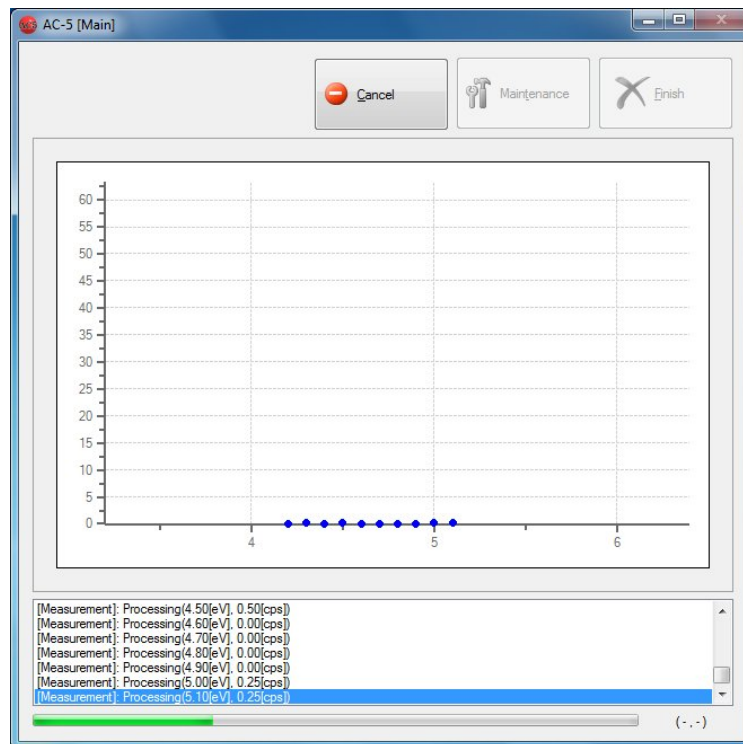 AC-5 [Main]
Cancel
Maintenance
Finish
60
55
50
45
40
35
30
25
20
15
10
5
0
4 5 6
[Measurement]: Processing(4.50[eV], 0.50[cps])
[Measurement]: Processing(4.60[eV], 0.00[cps])
[Measurement]: Processing(4.70[eV], 0.00[cps])
[Measurement]: Processing(4.80[eV], 0.00[cps])
[Measurement]: Processing(4.90[eV], 0.00[cps])
[Measurement]: Processing(5.00[eV], 0.25[cps])
[Measurement]: Processing(5.10[eV], 0.25[cps])
(-.-)